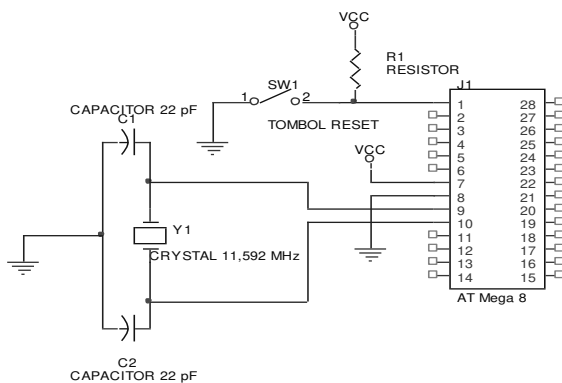 VCC
R1
RESISTOR
SW1
1 2
TOMBOL RESET
CAPACITOR 22 pF
C1
VCC
Y1
CRYSTAL 11,592 MHz
C2
CAPACITOR 22 pF
J1
1 28
2 27
3 26
4 25
5 24
6 23
7 22
8 21
9 20
10 19
11 18
12 17
13 16
14 15
AT Mega 8